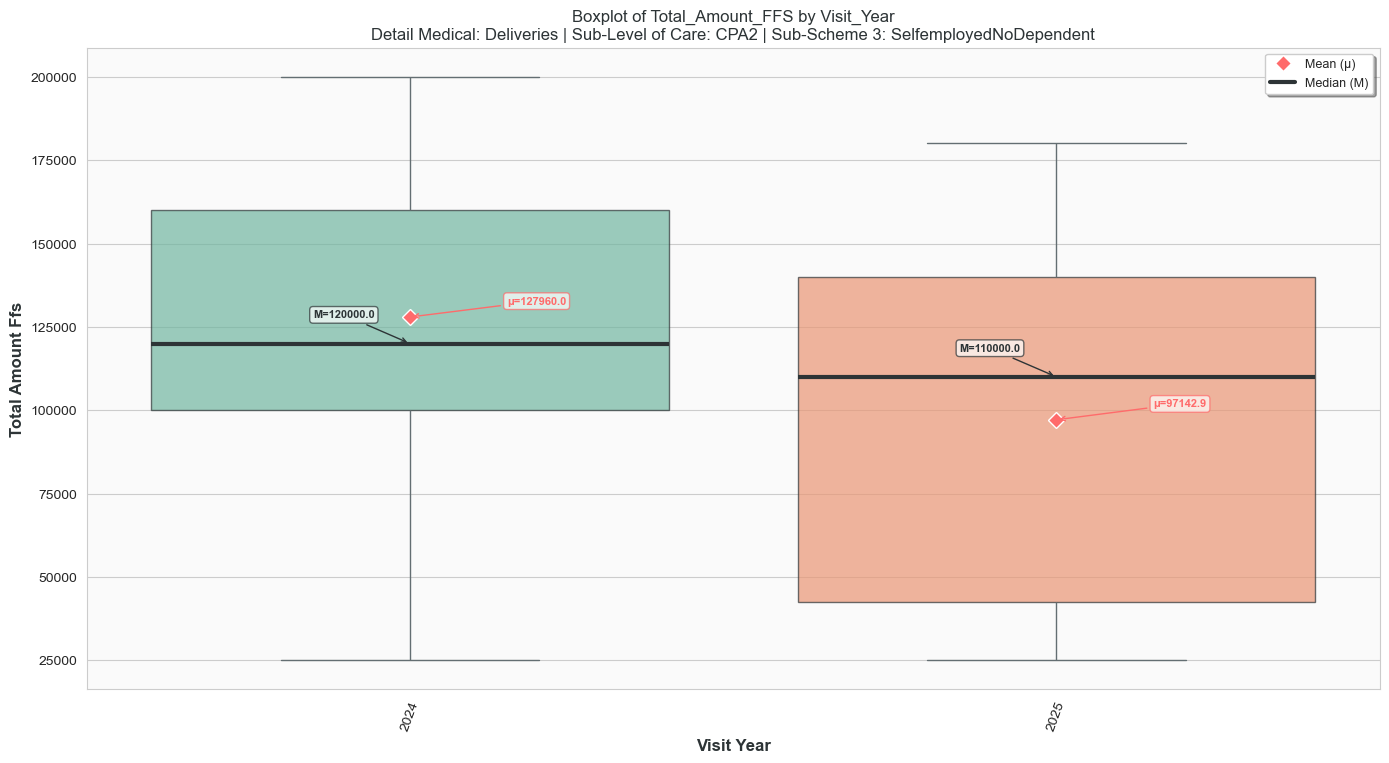 Boxplot of Total_Amount_FFS by Visit_Year
Detail Medical: Deliveries | Sub-Level of Care: CPA2 | Sub-Scheme 3: SelfemployedNoDependent
Mean (μ)
Median (M)
Total Amount Ffs
200000
175000
150000
125000
100000
75000
50000
25000
M=120000.0
μ=127960.0
M=110000.0
μ=97142.9
2024
2025
Visit Year